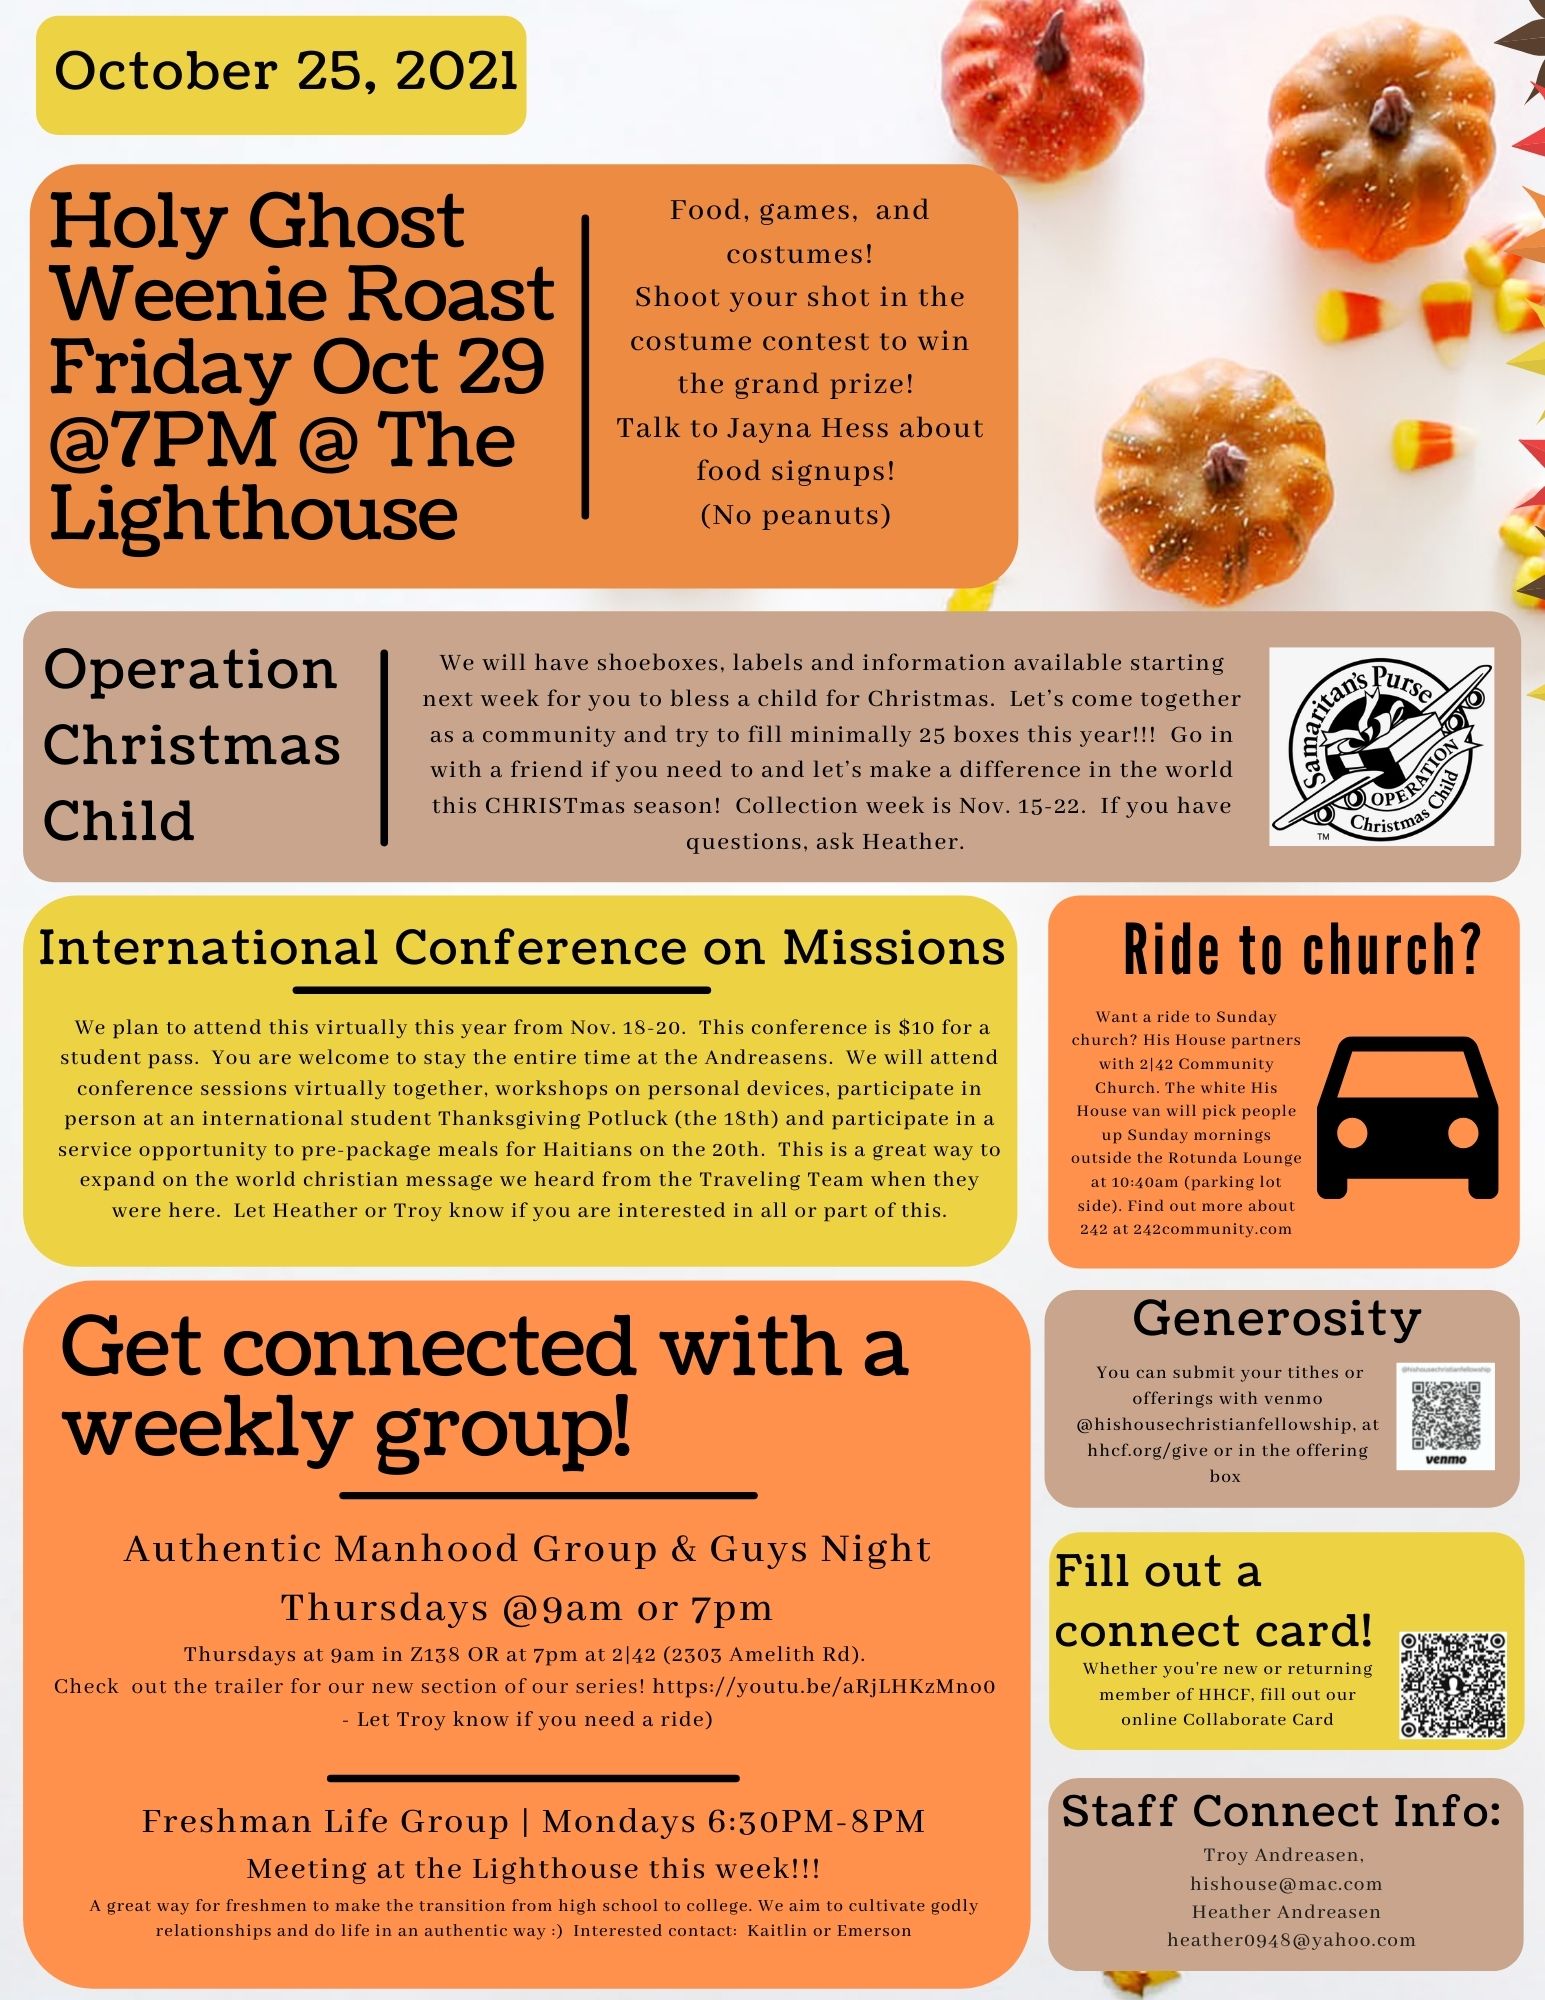 October 25, 2021
Holy Ghost
Weenie Roast
Friday Oct 29
@7PM @ The
Lighthouse
Food, games, and
costumes!
Shoot your shot in the
costume contest to win
the grand prize!
Talk to Jayna Hess about
food signups!
(No peanuts)
Operation
Christmas
Child
We will have shoeboxes, labels and information available starting
next week for you to bless a child for Christmas. Let's come together
as a community and try to fill minimally 25 boxes this year!!! Go in
with a friend if you need to and let's make a difference in the world
this CHRISTmas season! Collection week is Nov. 15-22. If you have
questions, ask Heather.
Samaritan's Purse
OPERATION
Christmas Child
TM
International Conference on Missions
We plan to attend this virtually this year from Nov. 18-20. This conference is $10 for a
student pass. You are welcome to stay the entire time at the Andreasens. We will attend
conference sessions virtually together, workshops on personal devices, participate in
person at an international student Thanksgiving Potluck (the 18th) and participate in a
service opportunity to pre-package meals for Haitians on the 20th. This is a great way to
expand on the world christian message we heard from the Traveling Team when they
were here. Let Heather or Troy know if you are interested in all or part of this.
Ride to church?
Want a ride to Sunday
church? His House partners
with 2|42 Community
Church. The white His
House van will pick people
up Sunday mornings
outside the Rotunda Lounge
at 10:40am (parking lot
side). Find out more about
242 at 242community.com
Get connected with a
weekly group!
Authentic Manhood Group & Guys Night
Thursdays @9am or 7pm
Thursdays at 9am in Z138 OR at 7pm at 2|42 (2303 Amelith Rd).
Check out the trailer for our new section of our series! https://youtu.be/aRjLHKzMno0
- Let Troy know if you need a ride)
Freshman Life Group | Mondays 6:30PM-8PM
Meeting at the Lighthouse this week!!!
A great way for freshmen to make the transition from high school to college. We aim to cultivate godly
relationships and do life in an authentic way :) Interested contact: Kaitlin or Emerson
Generosity
You can submit your tithes or
offerings with venmo
@hishousechristianfellowship, at
hhcf.org/give or in the offering
box
@hishousechristianfellowship
venmo
Fill out a
connect card!
Whether you're new or returning
member of HHCF, fill out our
online Collaborate Card
Staff Connect Info:
Troy Andreasen,
hishouse@mac.com
Heather Andreasen
heather0948@yahoo.com